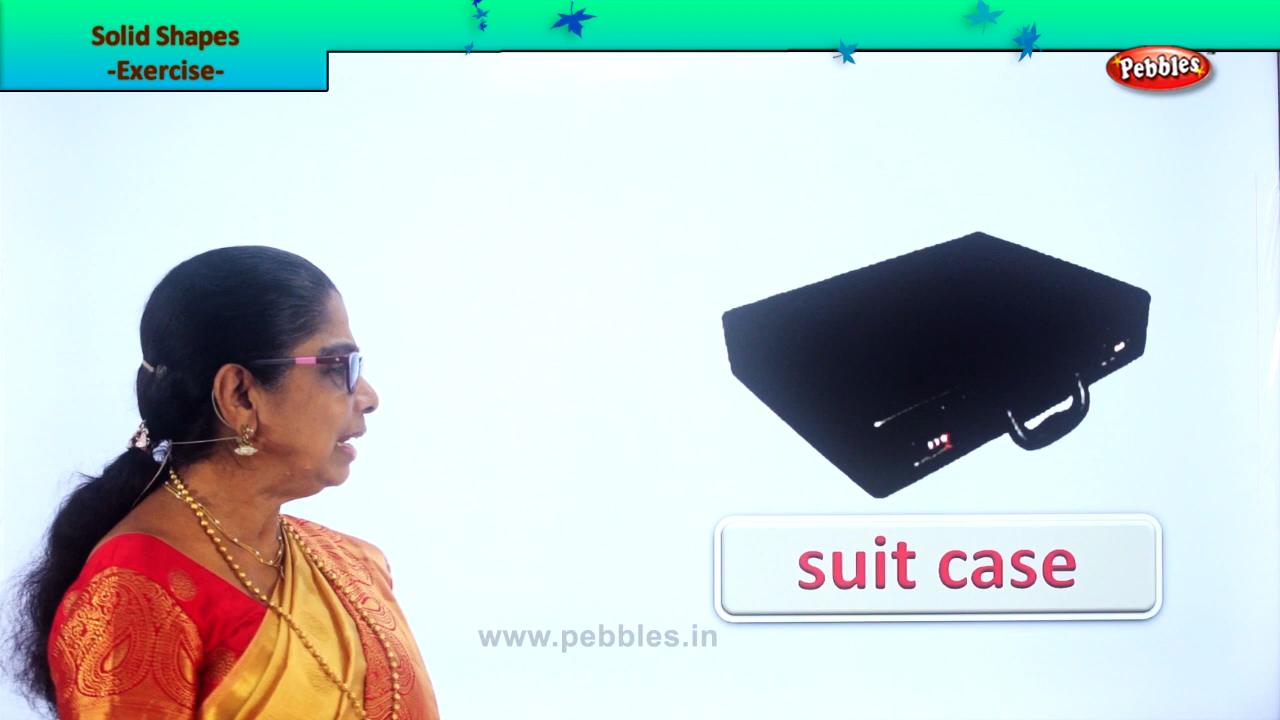 Solid Shapes
-Exercise-
Pebbles
suit case
www.pebbles.in